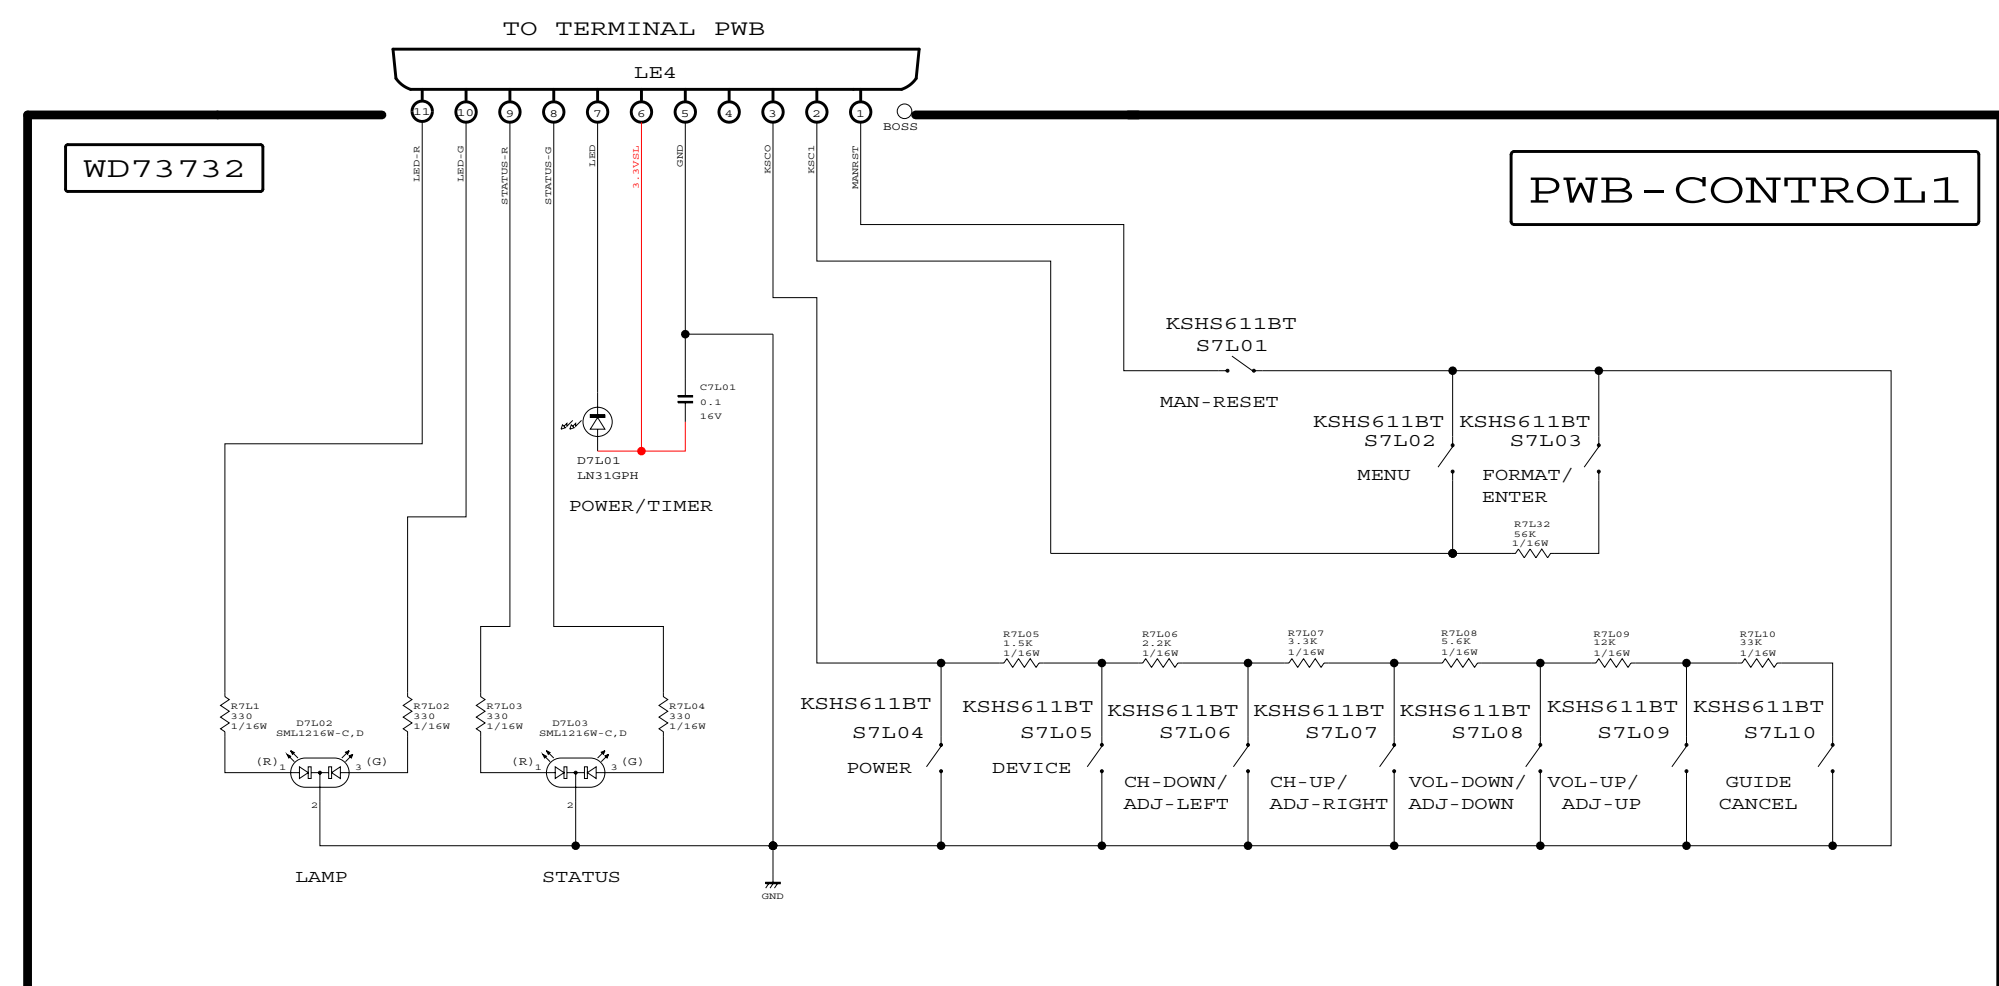 TO TERMINAL PWB
LE4
11
10
9
8
7
6
5
4
3
2
1
BOSS
WD73732
PWB-CONTROL1
LED-R
LED-G
STATUS-R
STATUS-G
LED
3.3VSL
GND
KSCO
KSC1
MANRST
KSHS611BT
S7L01
MAN-RESET
C7L01
0.1
16V
D7L01
LN31GPH
POWER/TIMER
KSHS611BT
S7L02
MENU
KSHS611BT
S7L03
FORMAT/
ENTER
R7L32
56K
1/16W
R7L05
1.5K
1/16W
R7L06
2.2K
1/16W
R7L07
3.3K
1/16W
R7L08
5.6K
1/16W
R7L09
12K
1/16W
R7L10
33K
1/16W
R7L1
330
1/16W
D7L02
SML1216W-C,D
R7L02
330
1/16W
R7L03
330
1/16W
D7L03
SML1216W-C,D
R7L04
330
1/16W
(R)
1
3
(G)
2
(R)
1
3
(G)
2
KSHS611BT
S7L04
POWER
KSHS611BT
S7L05
DEVICE
KSHS611BT
S7L06
CH-DOWN/
ADJ-LEFT
KSHS611BT
S7L07
CH-UP/
ADJ-RIGHT
KSHS611BT
S7L08
VOL-DOWN/
ADJ-DOWN
KSHS611BT
S7L09
VOL-UP/
ADJ-UP
KSHS611BT
S7L10
GUIDE
CANCEL
LAMP
STATUS
GND